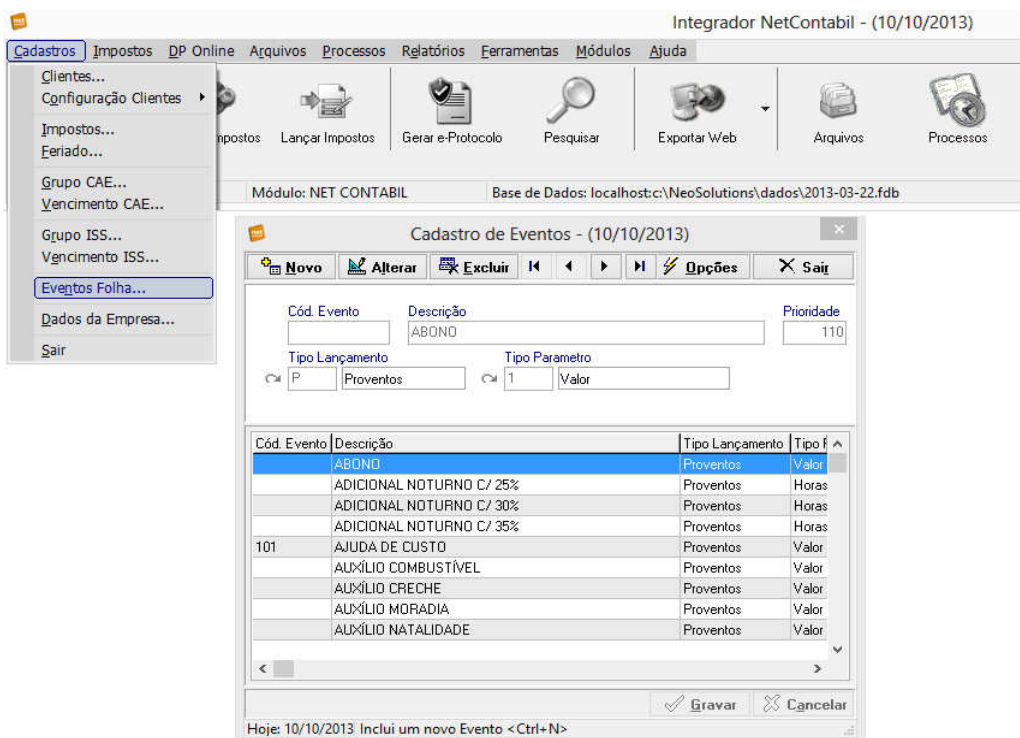 Integrador NetContabil - (10/10/2013)
Cadastros Impostos DP Online Arquivos Processos Relatórios Ferramentas Módulos Ajuda
Clientes...
Configuração Clientes
Impostos...
Feriado...
Grupo CAE...
Vencimento CAE...
Grupo ISS...
Vencimento ISS...
Eventos Folha...
Dados da Empresa...
Sair
mpostos Lançar Impostos Gerar e-Protocolo Pesquisar Exportar Web Arquivos Processos
Módulo: NET CONTABIL Base de Dados: localhost:c:\NeoSolutions\dados\2013-03-22.fdb
Cadastro de Eventos - (10/10/2013)
Novo Alterar Excluir Opções Sair
Cód. Evento Descrição Prioridade
ABONO 110
Tipo Lançamento Tipo Parametro
P Proventos 1 Valor
Cód. Evento Descrição Tipo Lançamento Tipo
ABONO Proventos Valor
ADICIONAL NOTURNO C/ 25% Proventos Horas
ADICIONAL NOTURNO C/ 30% Proventos Horas
ADICIONAL NOTURNO C/ 35% Proventos Horas
101 AJUDA DE CUSTO Proventos Valor
AUXÍLIO COMBUSTÍVEL Proventos Valor
AUXÍLIO CRECHE Proventos Valor
AUXÍLIO MORADIA Proventos Valor
AUXÍLIO NATALIDADE Proventos Valor
Gravar Cancelar
Hoje: 10/10/2013 Inclui um novo Evento <Ctrl+N>